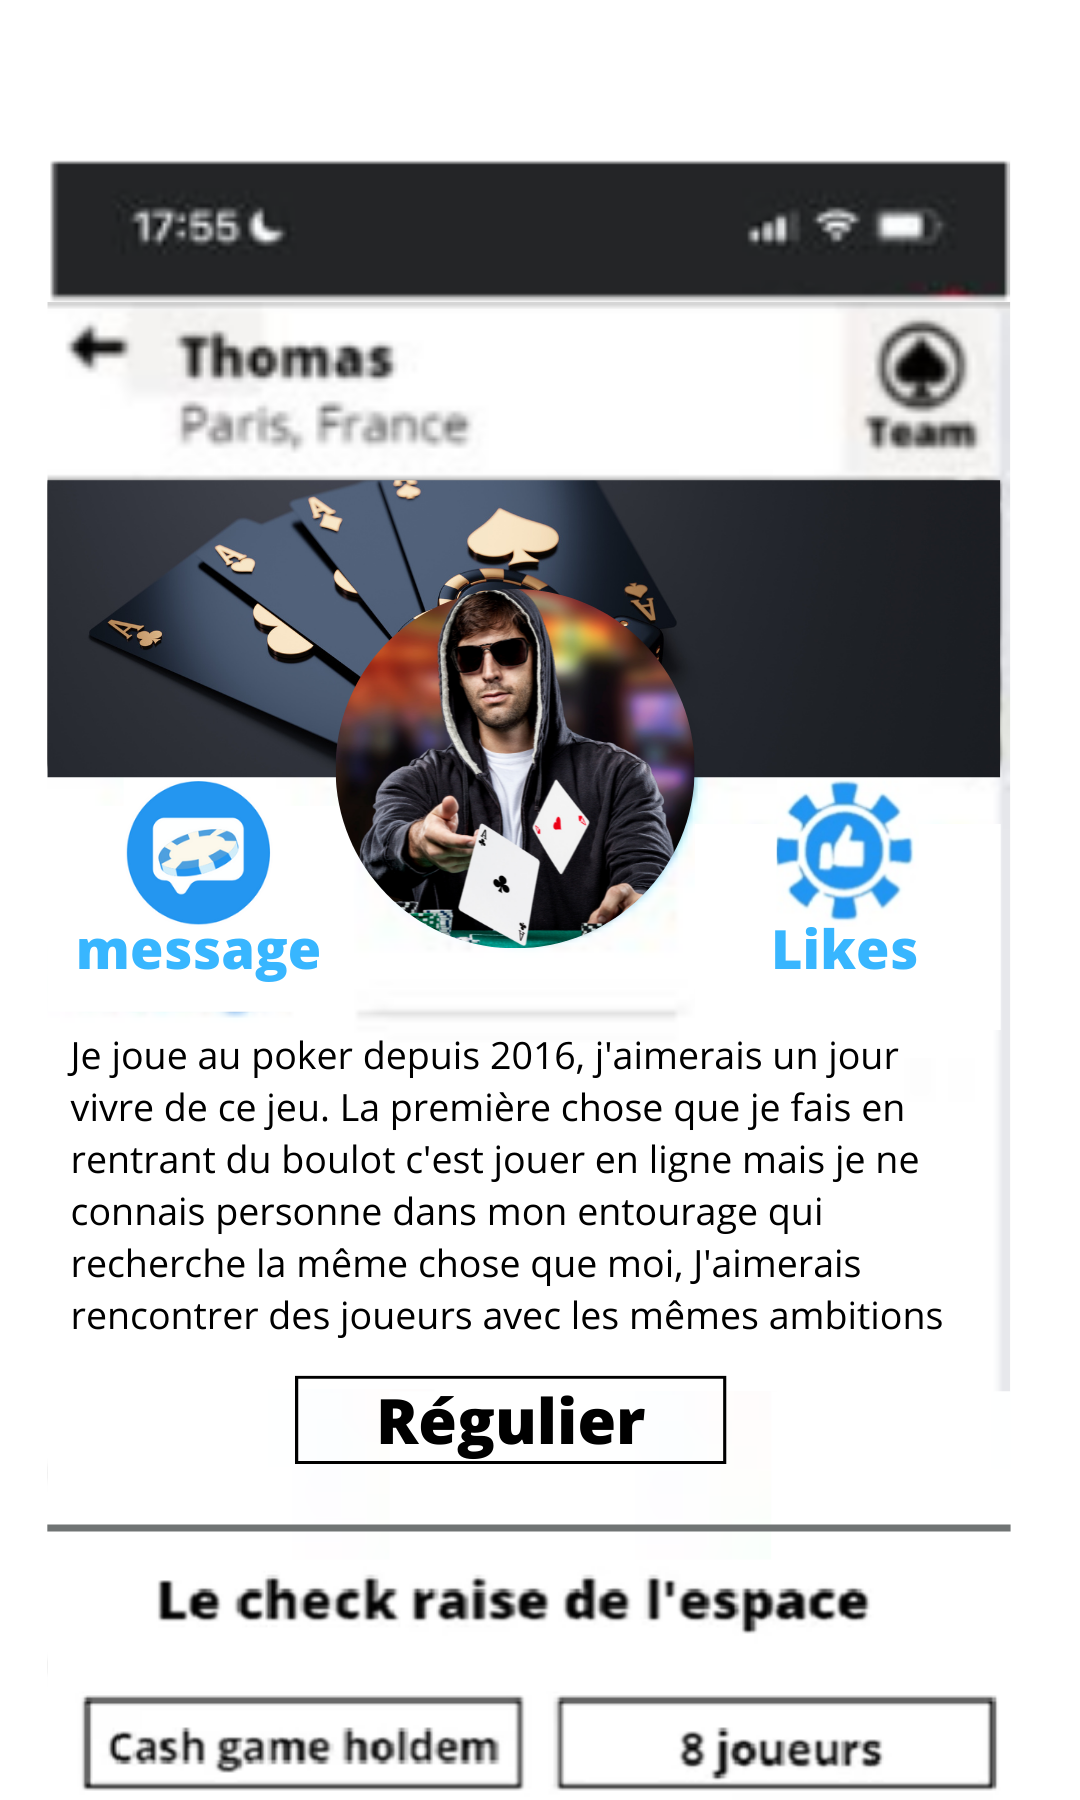 17:55
Thomas
Paris, France
Team
A
A
A
A
A
A
message
Likes
Je joue au poker depuis 2016, j'aimerais un jour
vivre de ce jeu. La première chose que je fais en
rentrant du boulot c'est jouer en ligne mais je ne
connais personne dans mon entourage qui
recherche la même chose que moi, J'aimerais
rencontrer des joueurs avec les mêmes ambitions
Régulier
Le check raise de l'espace
Cash game holdem
8 joueurs